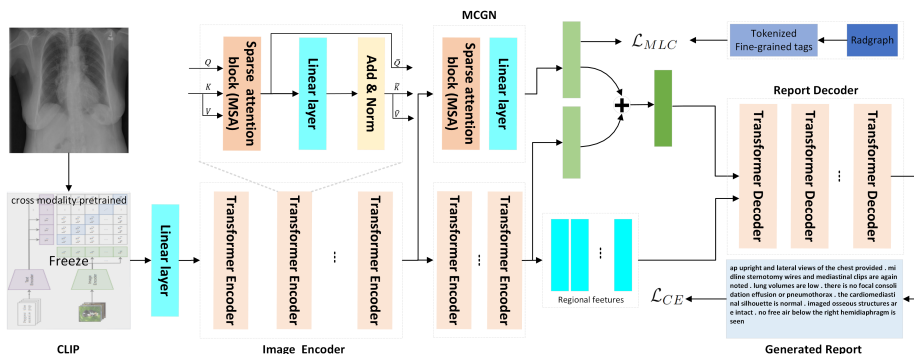 MCGN
Q
K
V
Sparse attention
block (MSA)
Linear layer
Add & Norm
Q̄
K̄
V̄
Sparse attention
block (MSA)
Linear layer
ℒMLC
Tokenized
Fine-grained tags
Radgraph
Report Decoder
Transformer Decoder
Transformer Decoder
...
Transformer Decoder
cross modality pretrained
Freeze
CLIP
Linear layer
Transformer Encoder
Transformer Encoder
...
Transformer Encoder
Image Encoder
Transformer Encoder
...
Transformer Encoder
...
Regional feetures
ℒCE
ap upright and lateral views of the chest provided . mi
dline sternotomy wires and mediastinal clips are again
noted . lung volumes are low . there is no focal consoli
dation effusion or pneumothorax . the cardiomediasti
nal silhouette is normal . imaged osseous structures ar
e intact . no free air below the right hemidiaphragm is
seen
Generated Report